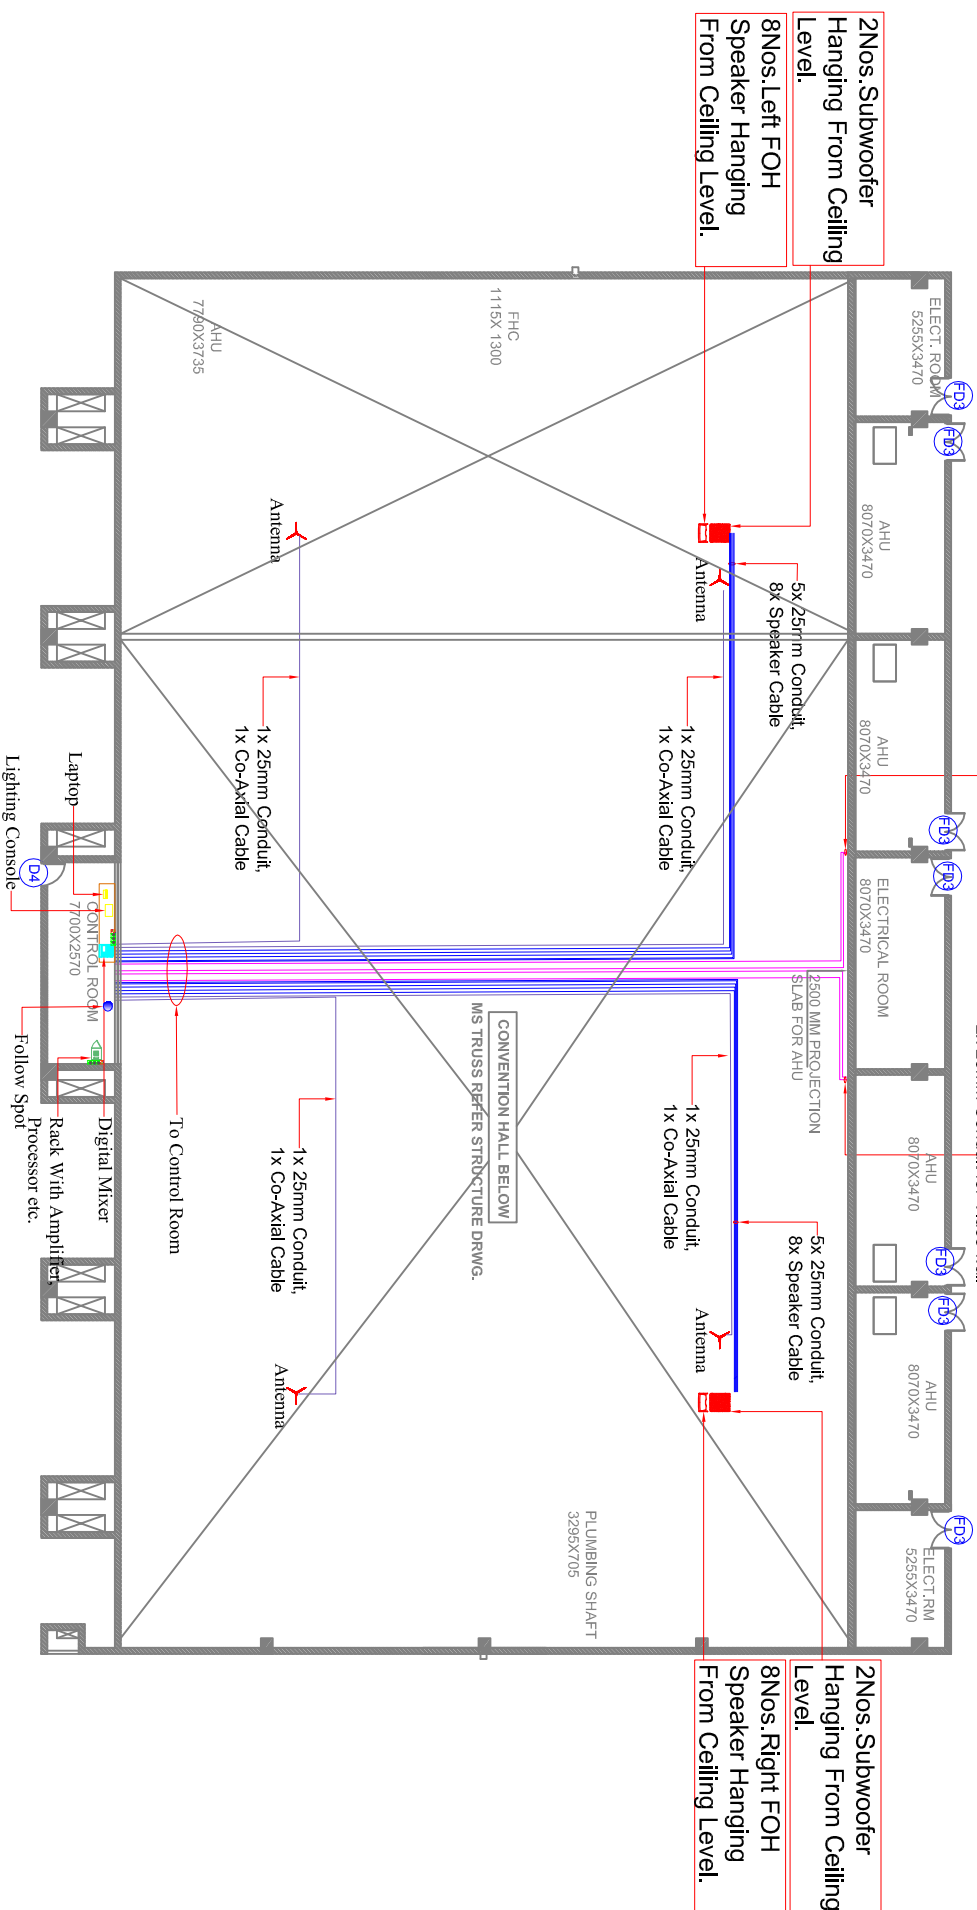 2Nos.Subwoofer
Hanging From Ceiling
Level.
8Nos.Left FOH
Speaker Hanging
From Ceiling Level.
ELECT. ROOM
5255X3470
FD3
FD3
AHU
8070X3470
AHU
8070X3470
FD3
FD3
ELECTRICAL ROOM
8070X3470
2500 MM PROJECTION
SLAB FOR AHU
AHU
8070X3470
FD3
FD3
AHU
8070X3470
FD3
ELECT.RM
5255X3470
FHC
1115X 1300
AHU
7790X3735
Antenna
Antenna
5x 25mm Conduit,
8x Speaker Cable
1x 25mm Conduit,
1x Co-Axial Cable
1x 25mm Conduit,
1x Co-Axial Cable
CONVENTION HALL BELOW
MS TRUSS REFER STRUCTURE DRWG.
5x 25mm Conduit,
8x Speaker Cable
1x 25mm Conduit,
1x Co-Axial Cable
1x 25mm Conduit,
1x Co-Axial Cable
Antenna
Antenna
PLUMBING SHAFT
3295X705
To Control Room
CONTROL ROOM
7700X2570
D4
Laptop
Lighting Console
Digital Mixer
Rack With Amplifier,
Processor etc.
Follow Spot
2Nos.Subwoofer
Hanging From Ceiling
Level.
8Nos.Right FOH
Speaker Hanging
From Ceiling Level.